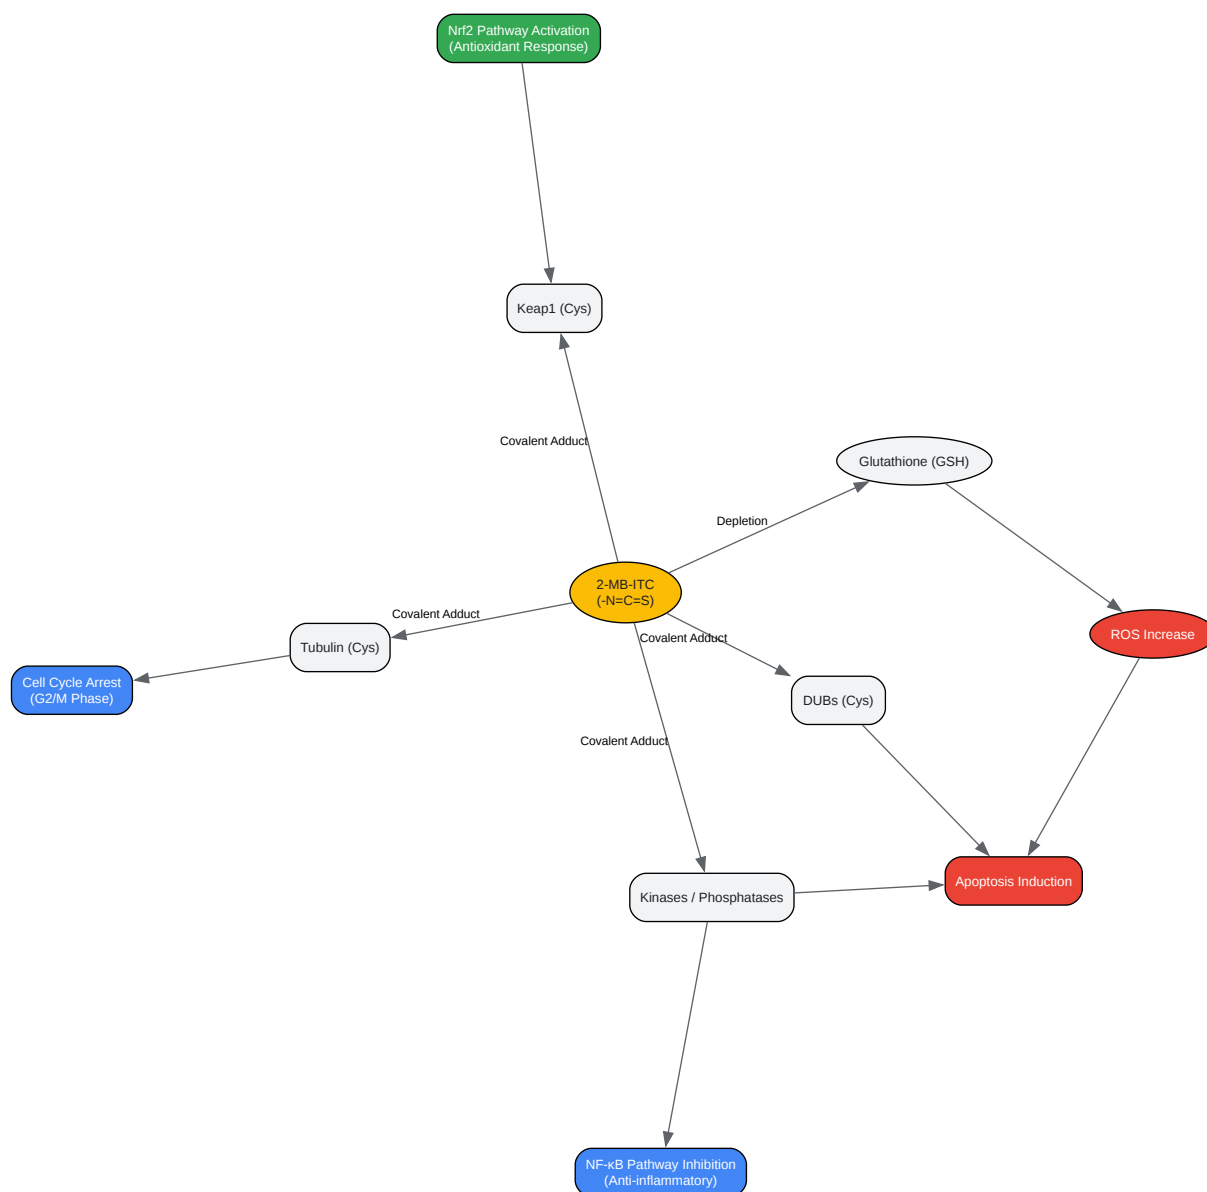 Nrf2 Pathway Activation
(Antioxidant Response)
Keap1 (Cys)
Covalent Adduct
Glutathione (GSH)
Depletion
2-MB-ITC
(-N=C=S)
Covalent Adduct
Covalent Adduct
ROS Increase
Tubulin (Cys)
Cell Cycle Arrest
(G2/M Phase)
DUBs (Cys)
Covalent Adduct
Apoptosis Induction
Kinases / Phosphatases
NF-κB Pathway Inhibition
(Anti-inflammatory)